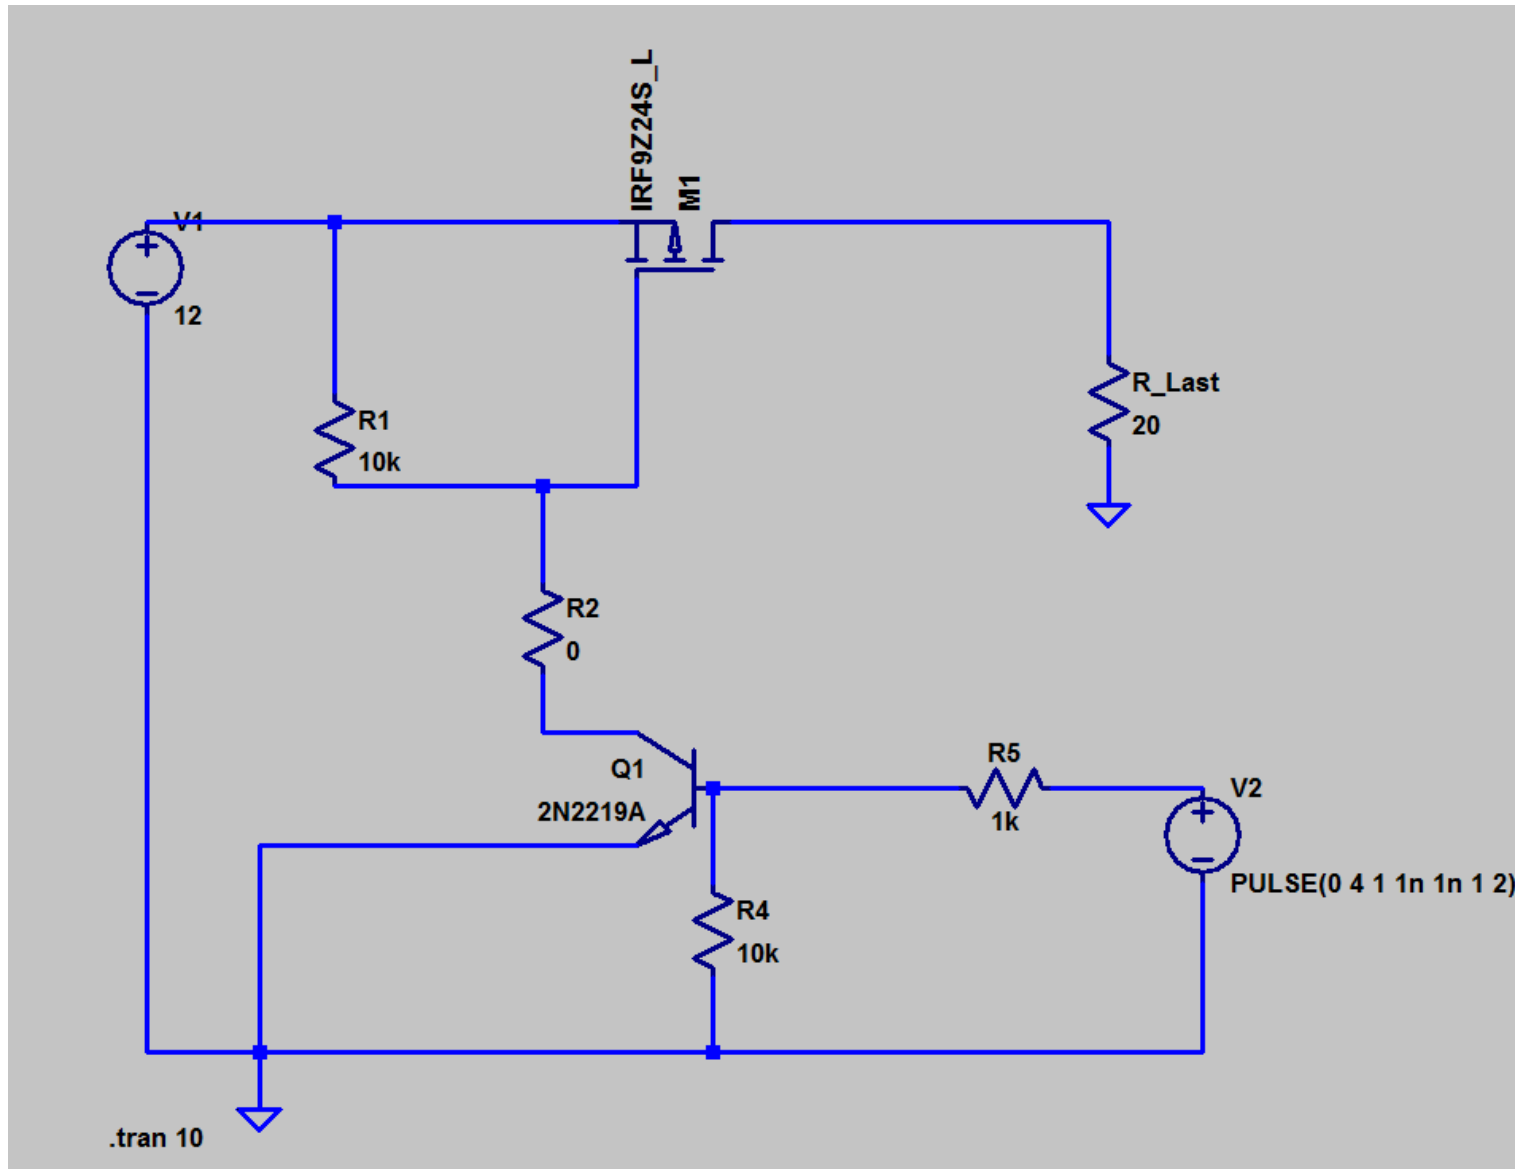 IRF9Z24S_L
M1
V1
12
R1
10k
R_Last
20
R2
0
Q1
2N2219A
R5
1k
V2
PULSE(0 4 1 1n 1n 1 2)
R4
10k
.tran 10